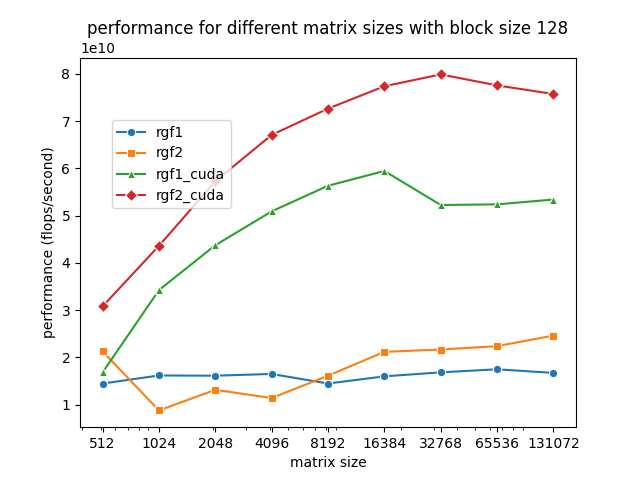 performance for different matrix sizes with block size 128
1e10
8
7
6
5
4
3
2
1
performance (flops/second)
rgf1
rgf2
rgf1_cuda
rgf2_cuda
512 1024 2048 4096 8192 16384 32768 65536 131072
matrix size